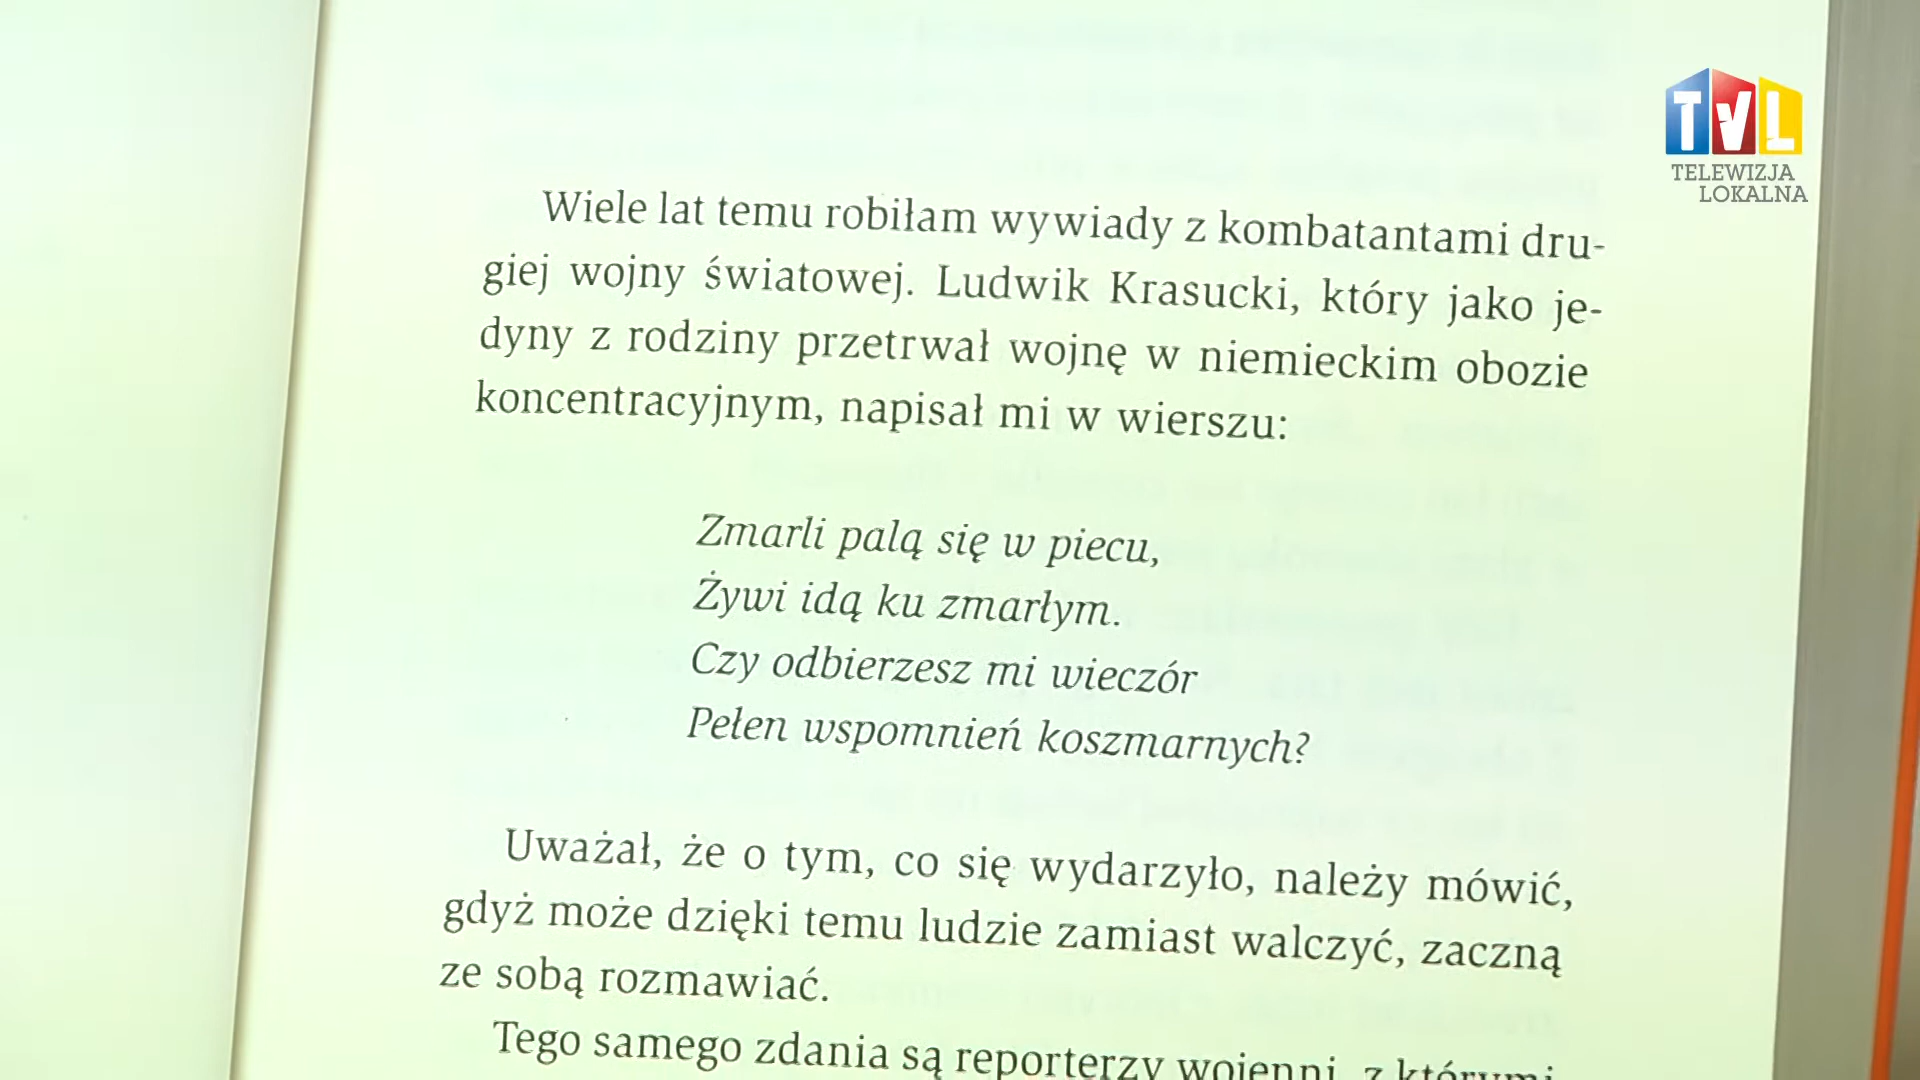 TVL
TELEWIZJA
LOKALNA
Wiele lat temu robiłam wywiady z kombatantami dru-
giej wojny światowej. Ludwik Krasucki, który jako je-
dyny z rodziny przetrwał wojnę w niemieckim obozie
koncentracyjnym, napisał mi w wierszu:
Zmarli palą się w piecu,
Żywi idą ku zmarłym.
Czy odbierzesz mi wieczór
Pełen wspomnień koszmarnych?
Uważał, że o tym, co się wydarzyło, należy mówić,
gdyż może dzięki temu ludzie zamiast walczyć, zaczną
ze sobą rozmawiać.
Tego samego zdania są reporterzy wojenni, z którymi